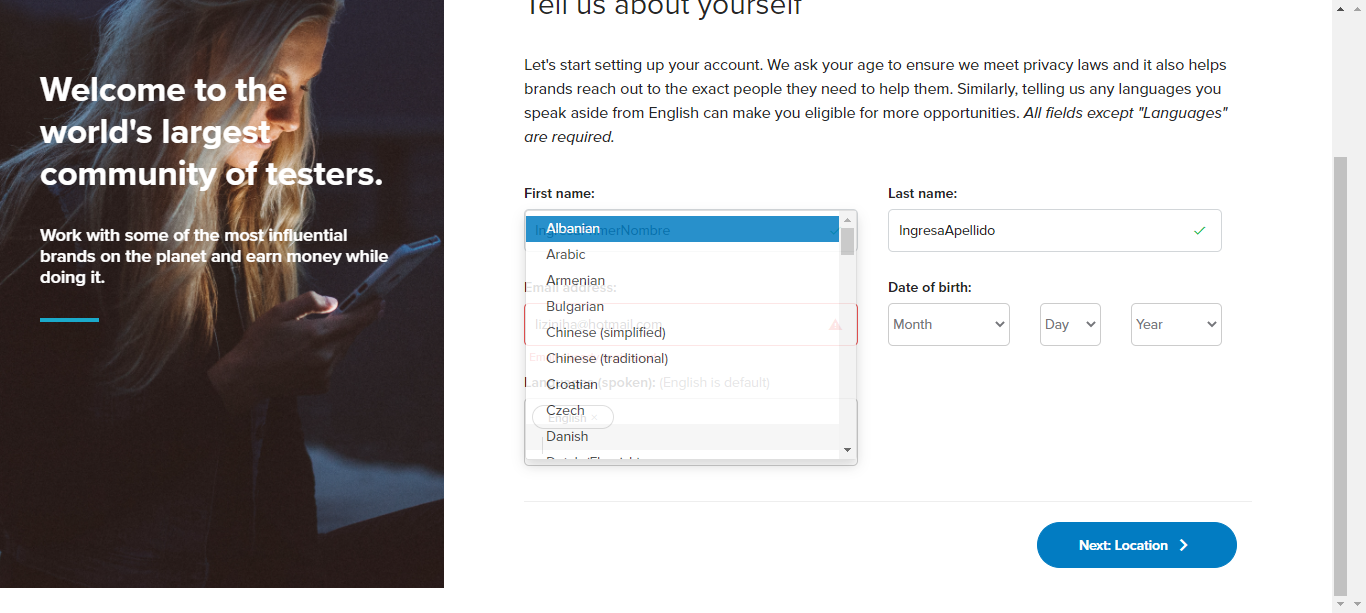 Tell us about yourself
Welcome to the
world's largest
community of testers.
Work with some of the most influential
brands on the planet and earn money while
doing it.
Let's start setting up your account. We ask your age to ensure we meet privacy laws and it also helps
brands reach out to the exact people they need to help them. Similarly, telling us any languages you
speak aside from English can make you eligible for more opportunities. All fields except "Languages"
are required.
First name:
Last name:
Albanian
IngresaApellido
Arabic
Armenian
Email address:
Date of birth:
Bulgarian
Month
Day
Year
Chinese (simplified)
Chinese (traditional)
Croatian
(spoken): (English is default)
Czech
English ×
Danish
Next: Location